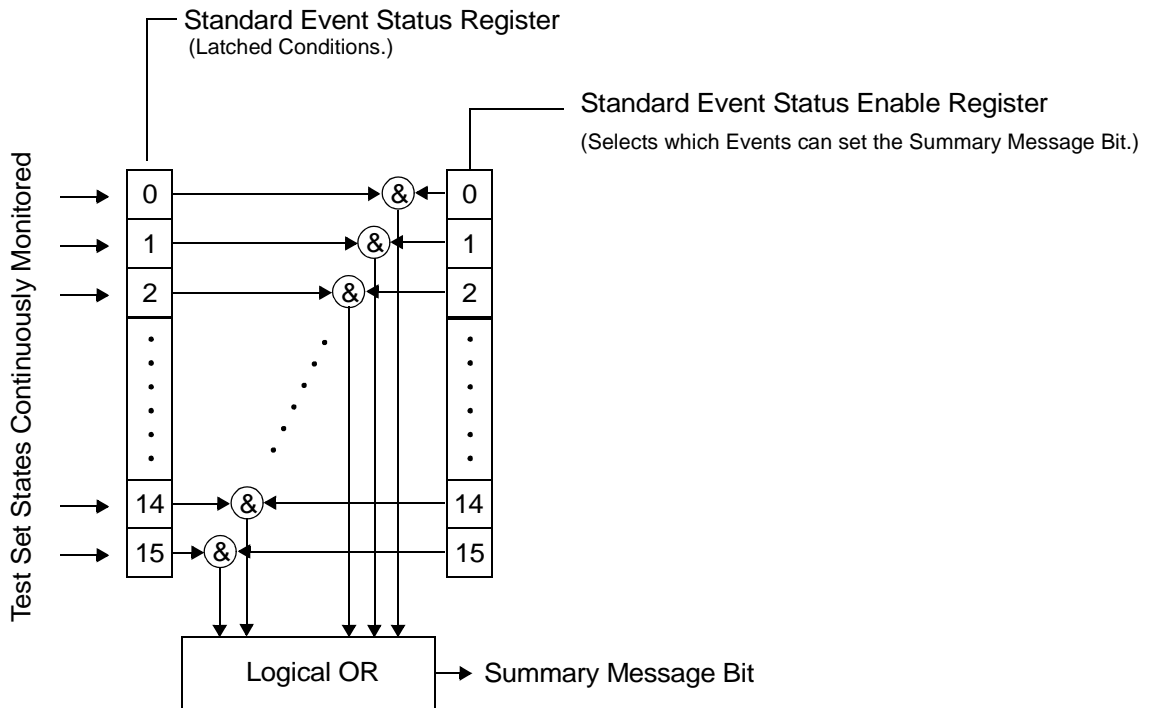 Standard Event Status Register
(Latched Conditions.)
Standard Event Status Enable Register
(Selects which Events can set the Summary Message Bit.)
Test Set States Continuously Monitored
0 & 0
1 & 1
2 & 2
14 & 14
15 & 15
Logical OR
Summary Message Bit